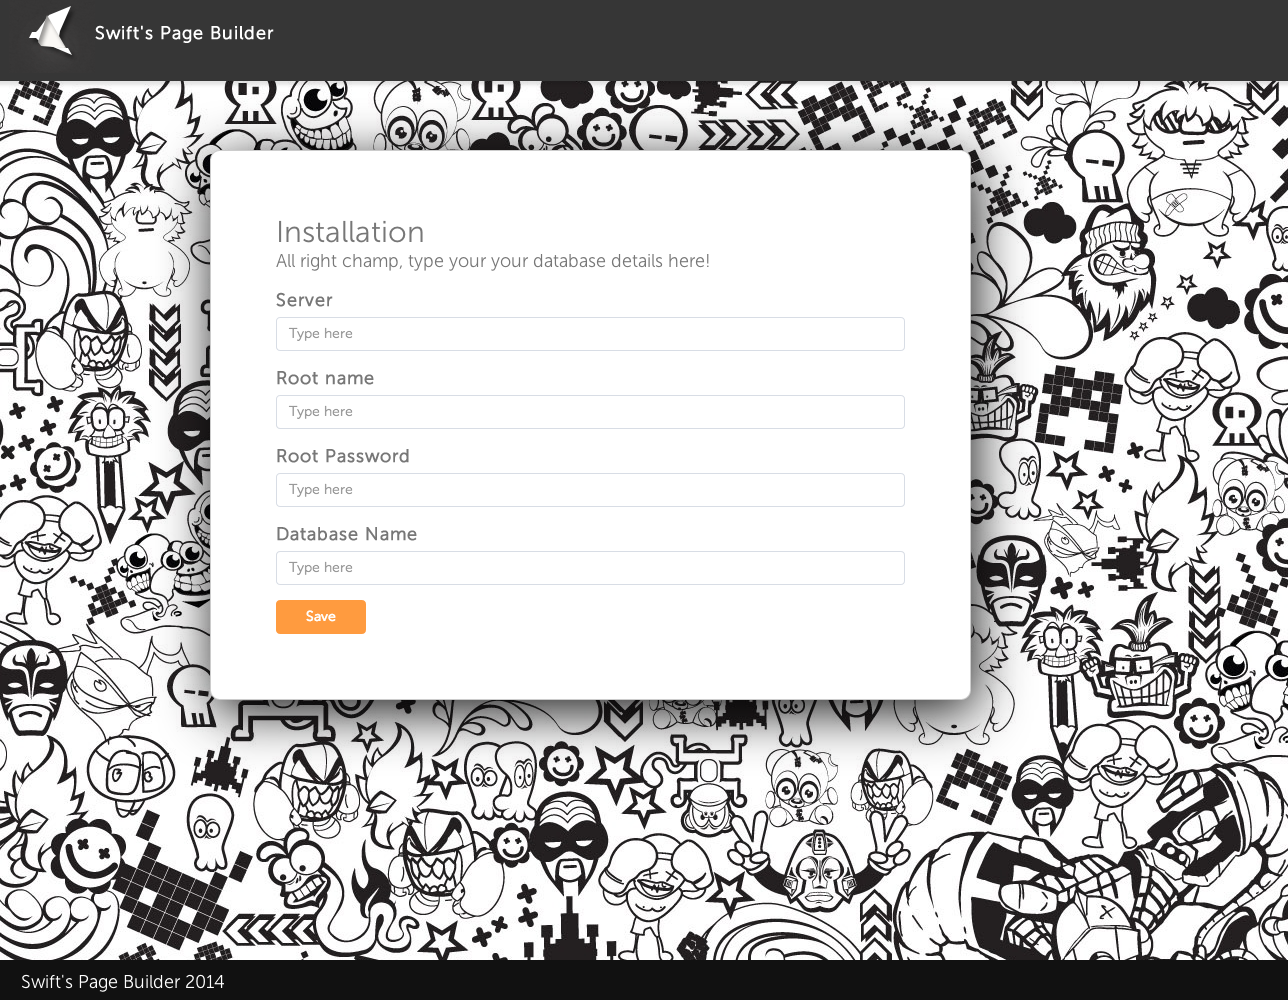 Swift's Page Builder
Installation
All right champ, type your your database details here!
Server
Type here
Root name
Type here
Root Password
Type here
Database Name
Type here
Save
Swift's Page Builder 2014